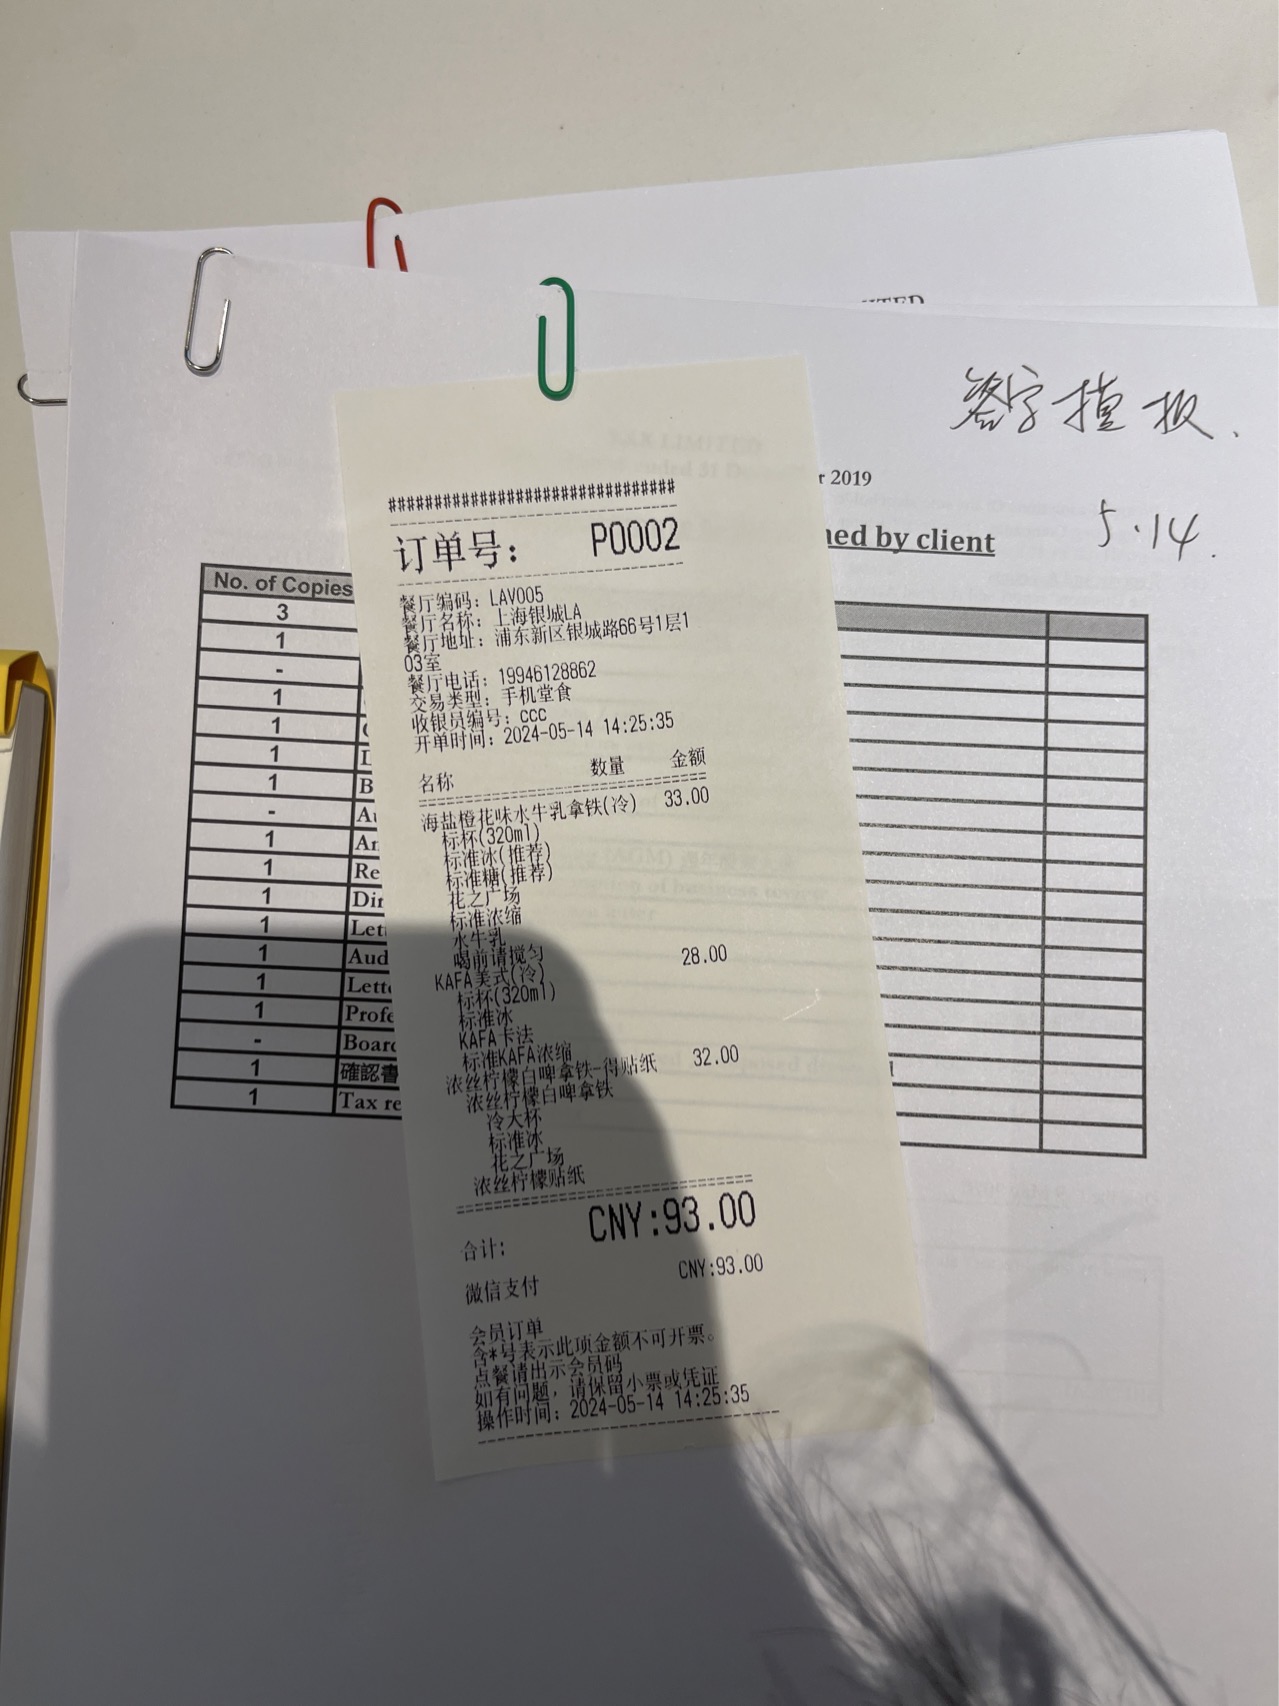 签字模板.
5.14.
r 2019
ned by client
No. of Copies
3
1
-
1
1
1
1 B
-
1 An
1 Re
1 Dir
1 Let
1 Aud
1 Lette
1 Profe
- Board
1 確認書
1 Tax re
##############################
订单号: P0002
餐厅编码: LAV005
餐厅名称: 上海银城LA
餐厅地址: 浦东新区银城路66号1层1
03室
餐厅电话: 19946128862
交易类型: 手机堂食
收银员编号: ccc
开单时间: 2024-05-14 14:25:35
名称 数量 金额
海盐橙花味水牛乳拿铁(冷) 33.00
标杯(320ml)
标准冰(推荐)
标准糖(推荐)
花之广场
标准浓缩
水牛乳
喝前请搅匀
KAFA美式(冷) 28.00
标杯(320ml)
标准冰
KAFA卡法
标准KAFA浓缩
浓丝柠檬白啤拿铁-得贴纸 32.00
浓丝柠檬白啤拿铁
冷大杯
标准冰
花之广场
浓丝柠檬贴纸
合计: CNY:93.00
微信支付 CNY:93.00
会员订单
含*号表示此项金额不可开票。
点餐请出示会员码
如有问题, 请保留小票或凭证
操作时间: 2024-05-14 14:25:35